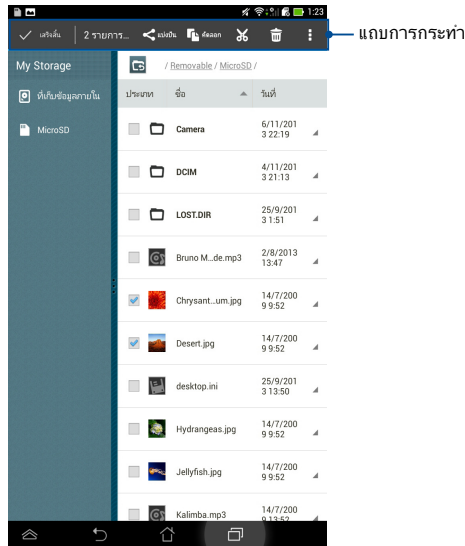 1:23
เสร็จสิ้น 2 รายการ... แบ่งปัน คัดลอก
แถบการกระทำ
My Storage
ที่เก็บข้อมูลภายใน
MicroSD
/ Removable / MicroSD /
ประเภท ชื่อ วันที่
Camera 6/11/201
3 22:19
DCIM 4/11/201
3 21:13
LOST.DIR 25/9/201
3 1:51
Bruno M...de.mp3 2/8/2013
13:47
Chrysant...um.jpg 14/7/200
9 9:52
Desert.jpg 14/7/200
9 9:52
desktop.ini 25/9/201
3 13:50
Hydrangeas.jpg 14/7/200
9 9:52
Jellyfish.jpg 14/7/200
9 9:52
Kalimba.mp3 14/7/200
9 13:52